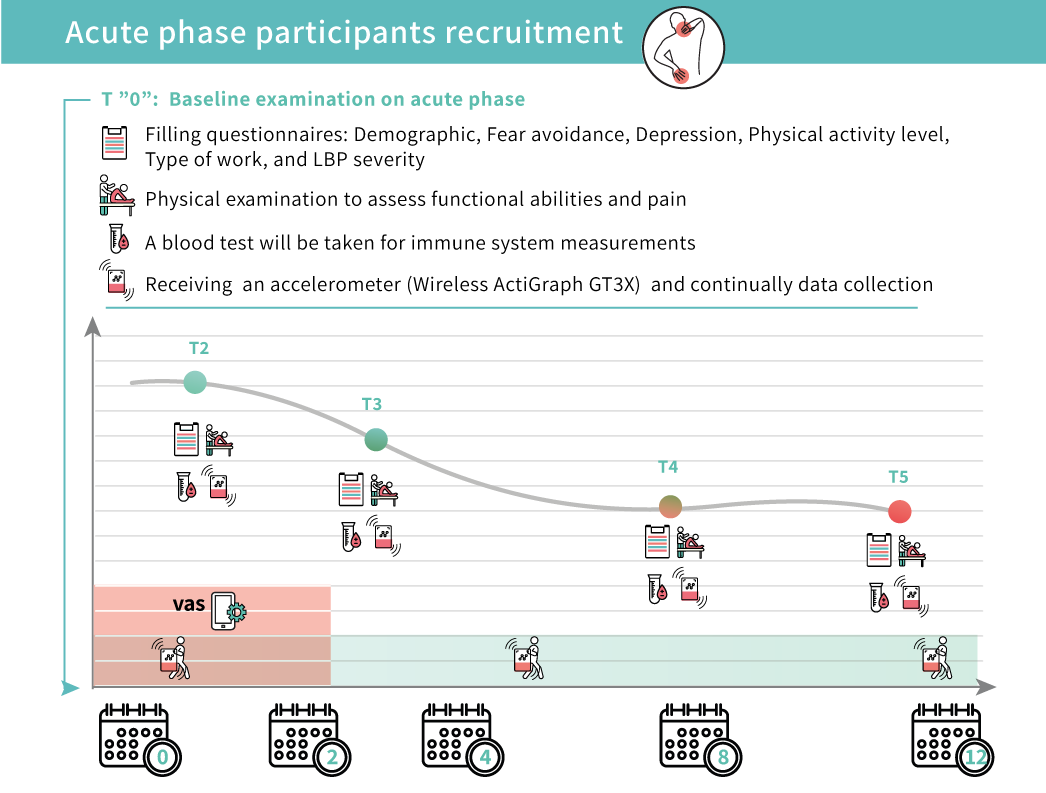 Acute phase participants recruitment
T ”0”: Baseline examination on acute phase
Filling questionnaires: Demographic, Fear avoidance, Depression, Physical activity level,
Type of work, and LBP severity
Physical examination to assess functional abilities and pain
A blood test will be taken for immune system measurements
Receiving an accelerometer (Wireless ActiGraph GT3X) and continually data collection
T2
T3
T4
T5
vas
0
2
4
8
12